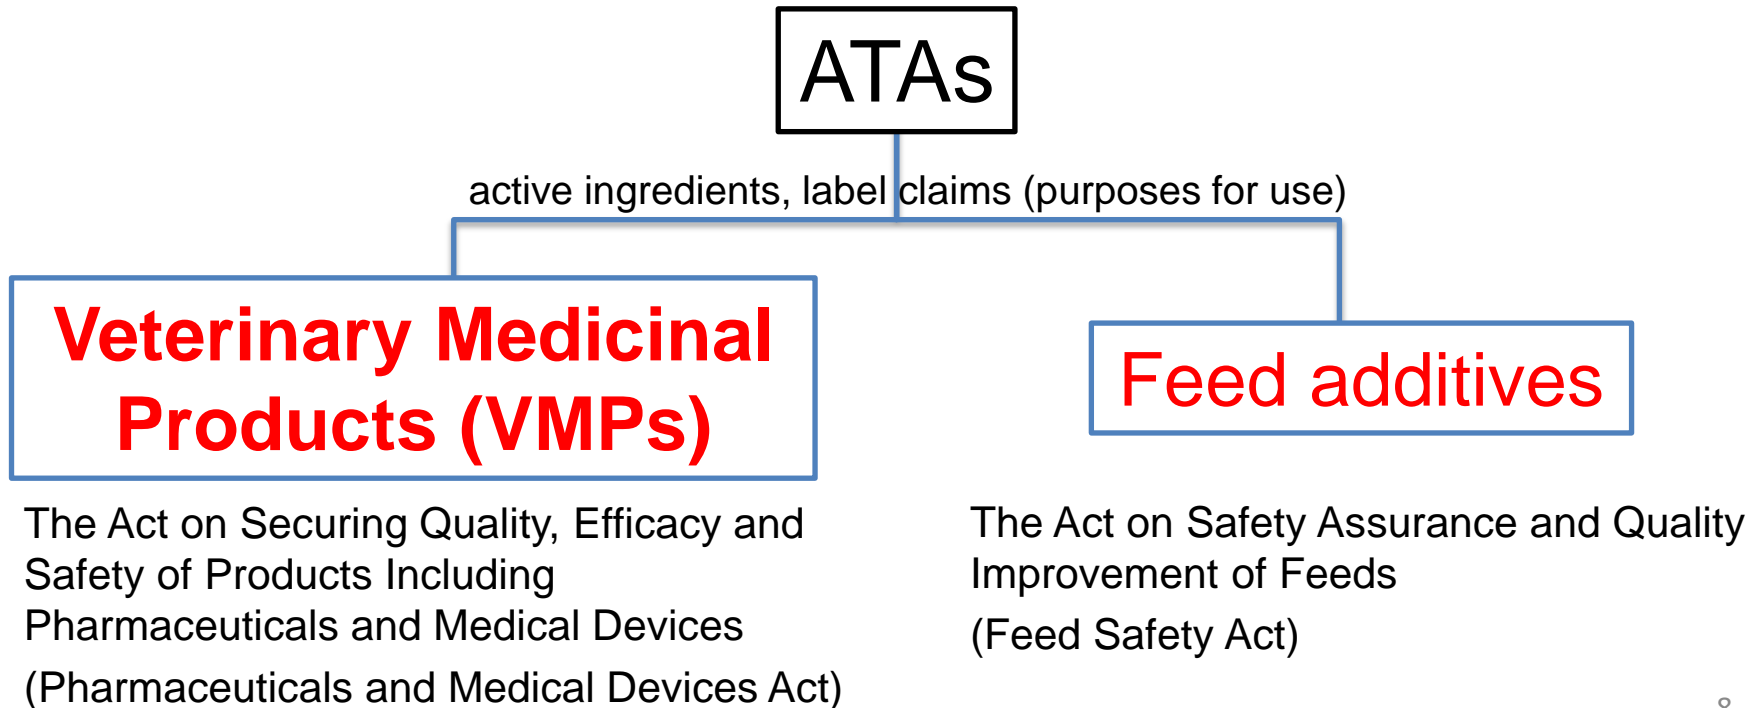 ATAs
active ingredients, label claims (purposes for use)
Veterinary Medicinal
Products (VMPs)
Feed additives
The Act on Securing Quality, Efficacy and
Safety of Products Including
Pharmaceuticals and Medical Devices
(Pharmaceuticals and Medical Devices Act)
The Act on Safety Assurance and Quality
Improvement of Feeds
(Feed Safety Act)
8